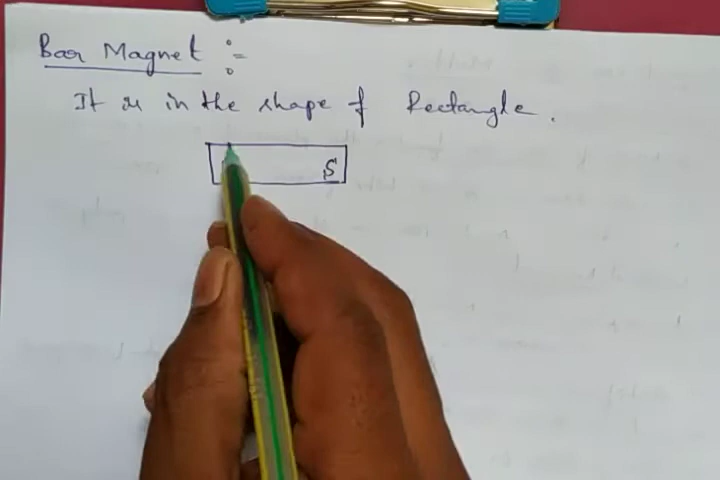 Bar Magnet :=
It is in the shape of Rectangle.
S